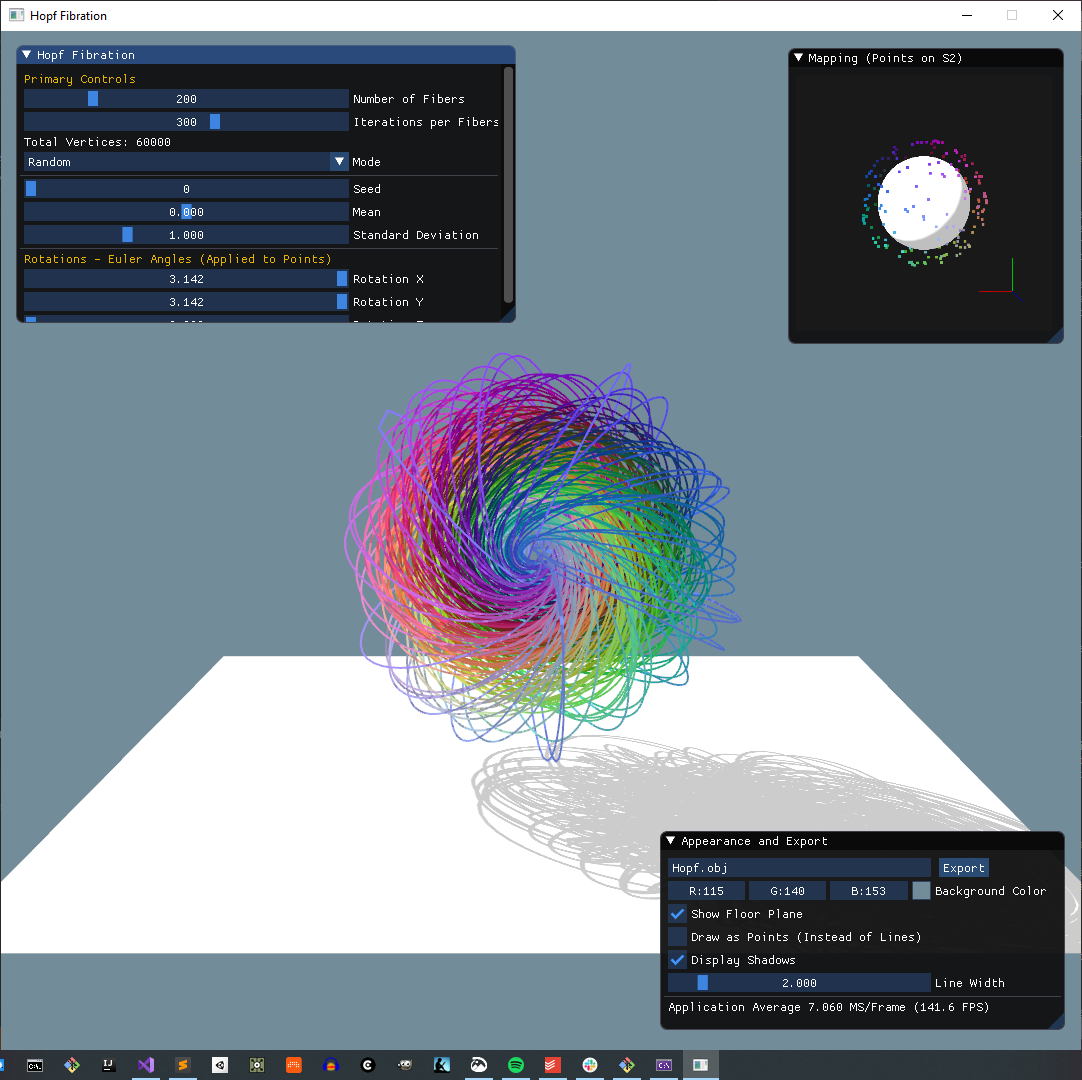 Hopf Fibration
Hopf Fibration
Primary Controls
200 Number of Fibers
300 Iterations per Fibers
Total Vertices: 60000
Random Mode
0 Seed
0.000 Mean
1.000 Standard Deviation
Rotations - Euler Angles (Applied to Points)
3.142 Rotation X
3.142 Rotation Y
Mapping (Points on S2)
Appearance and Export
Hopf.obj Export
R:115 G:140 B:153 Background Color
Show Floor Plane
Draw as Points (Instead of Lines)
Display Shadows
2.000 Line Width
Application Average 7.060 MS/Frame (141.6 FPS)